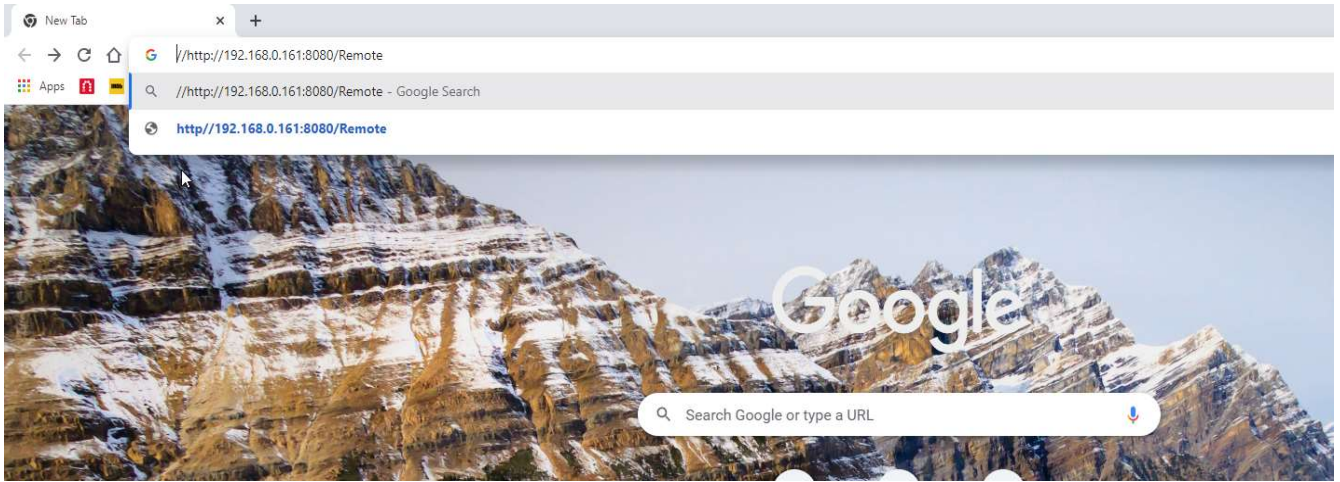 New Tab
//http://192.168.0.161:8080/Remote
Apps
//http://192.168.0.161:8080/Remote - Google Search
http//192.168.0.161:8080/Remote
Google
Search Google or type a URL